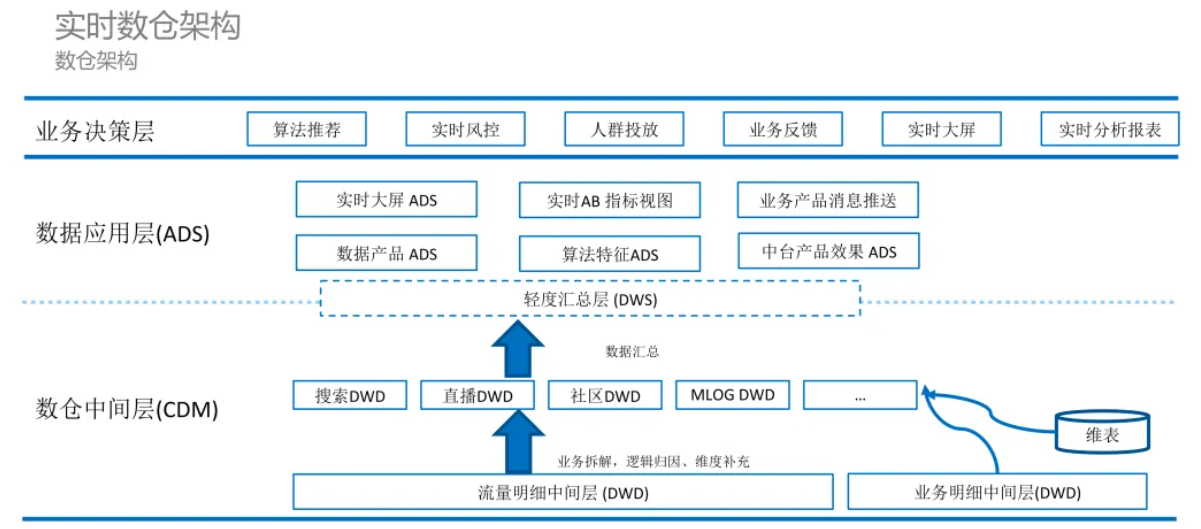 实时数仓架构
数仓架构
业务决策层
算法推荐
实时风控
人群投放
业务反馈
实时大屏
实时分析报表
数据应用层(ADS)
实时大屏 ADS
实时AB 指标视图
业务产品消息推送
数据产品 ADS
算法特征ADS
中台产品效果 ADS
轻度汇总层 (DWS)
数据汇总
数仓中间层(CDM)
搜索DWD
直播DWD
社区DWD
MLOG DWD
...
维表
业务拆解，逻辑归因、维度补充
流量明细中间层 (DWD)
业务明细中间层(DWD)